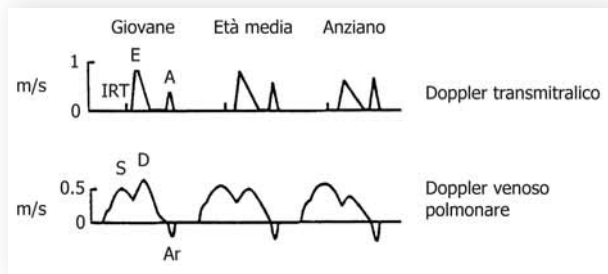 Giovane Età media Anziano
E
1
m/s
IRT
A
0
Doppler transmitralico
S D
0.5
m/s
0
Doppler venoso
polmonare
Ar